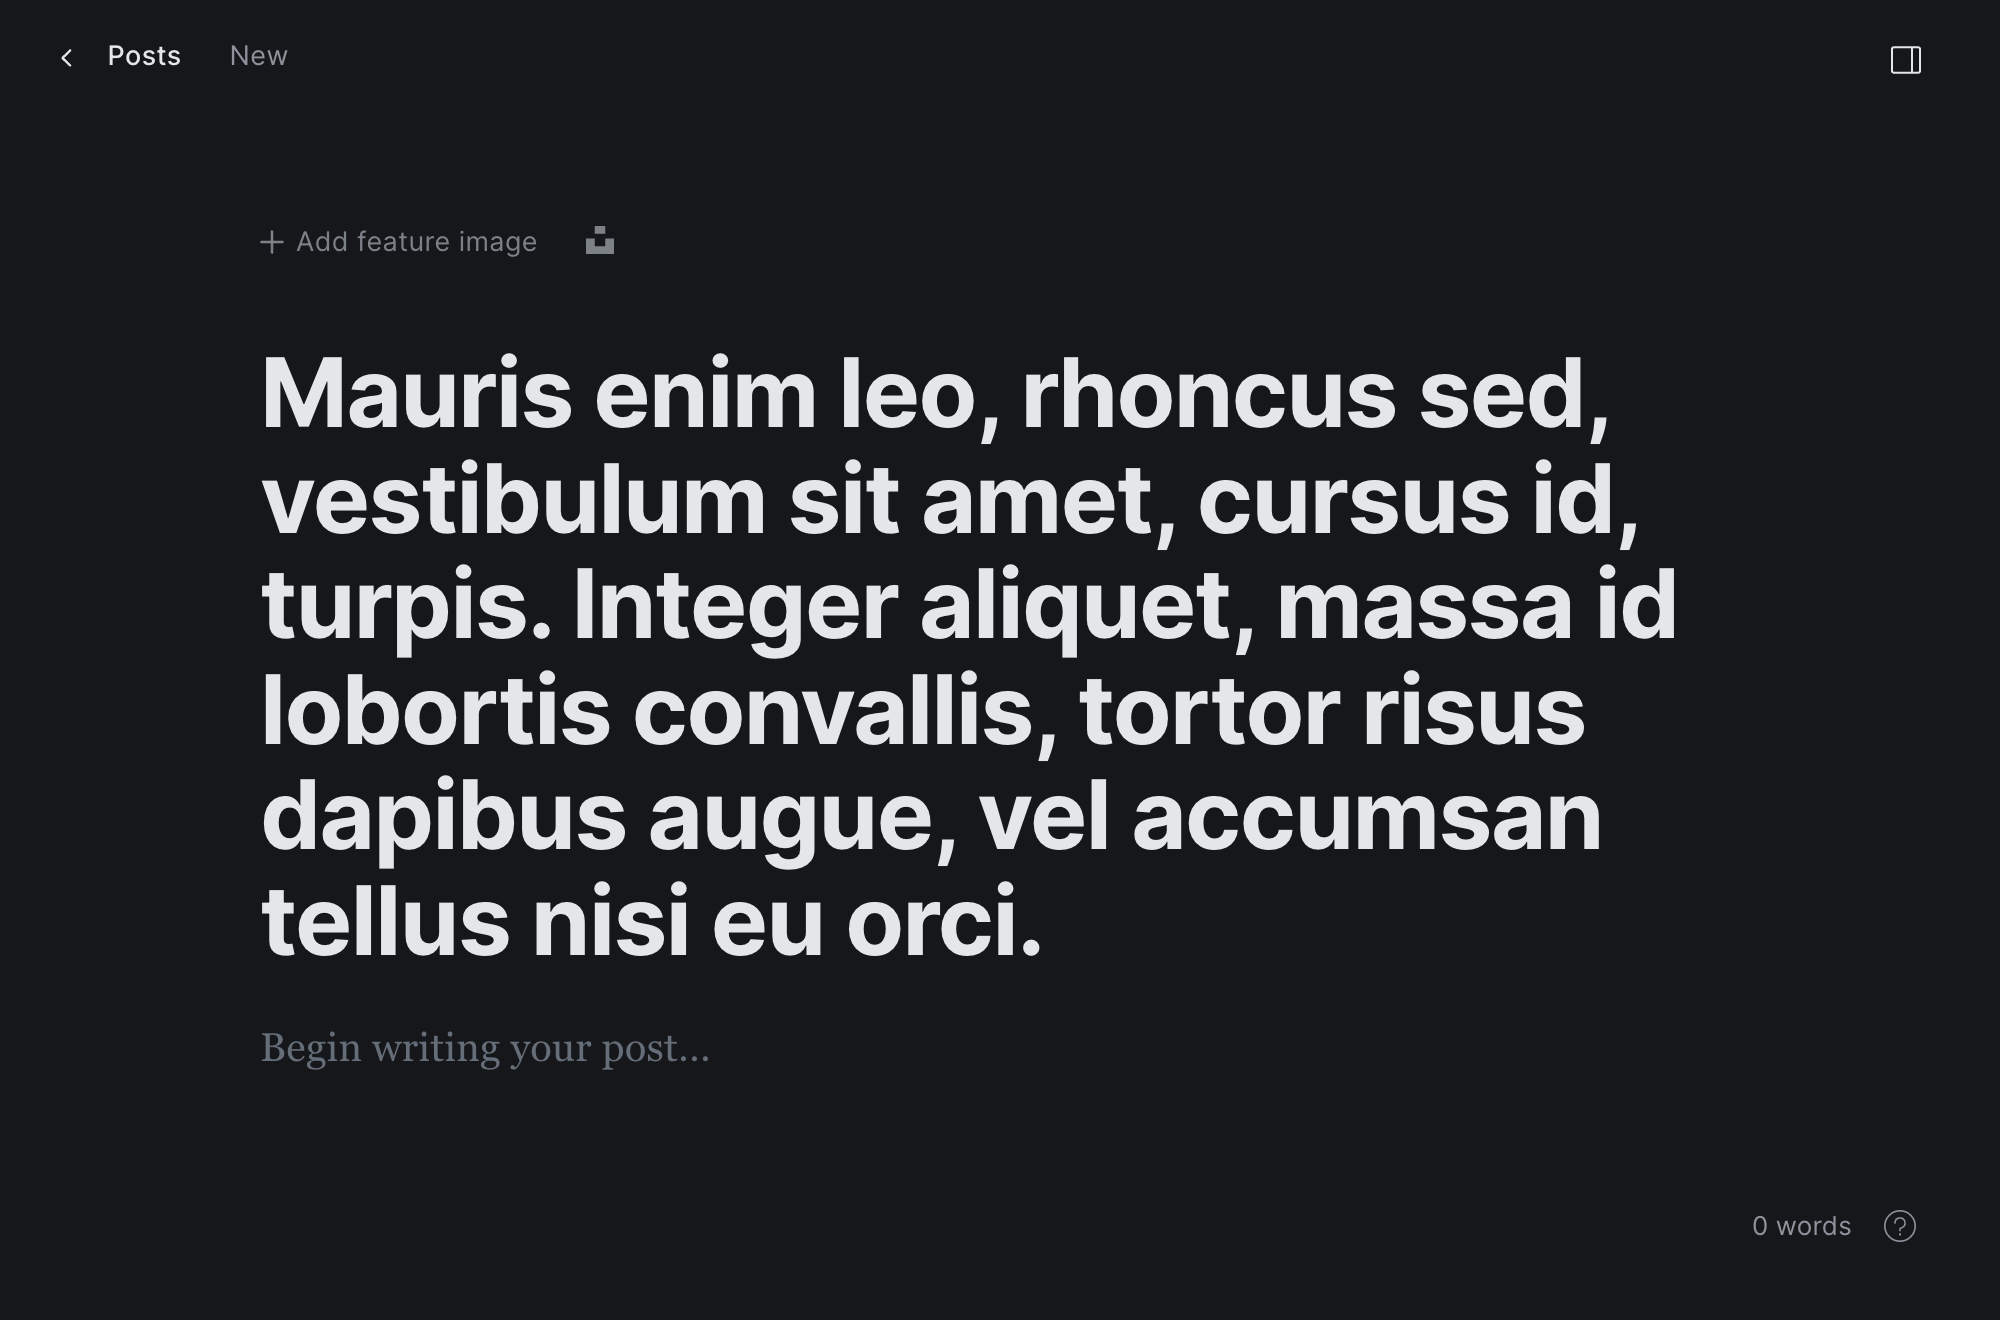 Posts New
Add feature image
Mauris enim leo, rhoncus sed,
vestibulum sit amet, cursus id,
turpis. Integer aliquet, massa id
lobortis convallis, tortor risus
dapibus augue, vel accumsan
tellus nisi eu orci.
Begin writing your post...
0 words ?